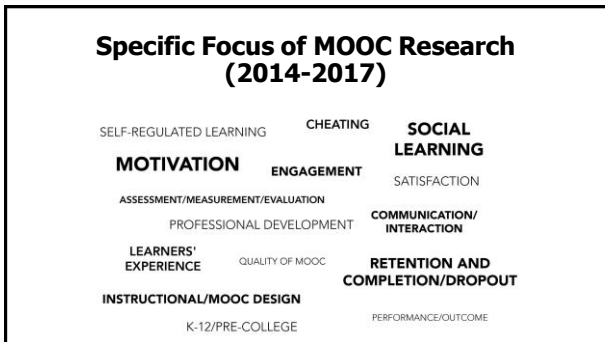 Specific Focus of MOOC Research
(2014-2017)
SELF-REGULATED LEARNING
CHEATING
SOCIAL
LEARNING
MOTIVATION
ENGAGEMENT
SATISFACTION
ASSESSMENT/MEASUREMENT/EVALUATION
PROFESSIONAL DEVELOPMENT
COMMUNICATION/
INTERACTION
LEARNERS'
EXPERIENCE
QUALITY OF MOOC
RETENTION AND
COMPLETION/DROPOUT
INSTRUCTIONAL/MOOC DESIGN
K-12/PRE-COLLEGE
PERFORMANCE/OUTCOME